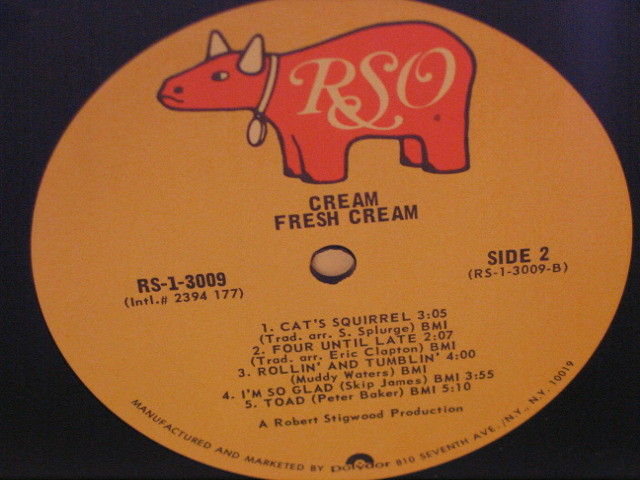 RSO
CREAM
FRESH CREAM
RS-1-3009
(Intl.# 2394 177)
SIDE 2
(RS-1-3009-B)
1. CAT'S SQUIRREL 3:05
(Trad. arr. S. Splurge) BMI
2. FOUR UNTIL LATE 2:07
(Trad. arr. Eric Clapton) BMI
3. ROLLIN' AND TUMBLIN' 4:00
(Muddy Waters) BMI
4. I'M SO GLAD (Skip James) BMI 3:55
5. TOAD (Peter Baker) BMI 5:10
A Robert Stigwood Production
MANUFACTURED AND MARKETED BY polydor 810 SEVENTH AVE./N.Y., N.Y. 10019